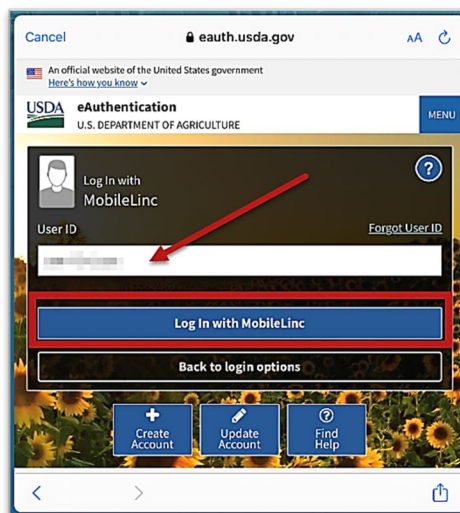 Cancel
eauth.usda.gov
AA
An official website of the United States government
Here's how you know
USDA
eAuthentication
U.S. DEPARTMENT OF AGRICULTURE
MENU
Log In with
MobileLinc
?
User ID
Forgot User ID
Log In with MobileLinc
Back to login options
Create
Account
Update
Account
?
Find
Help